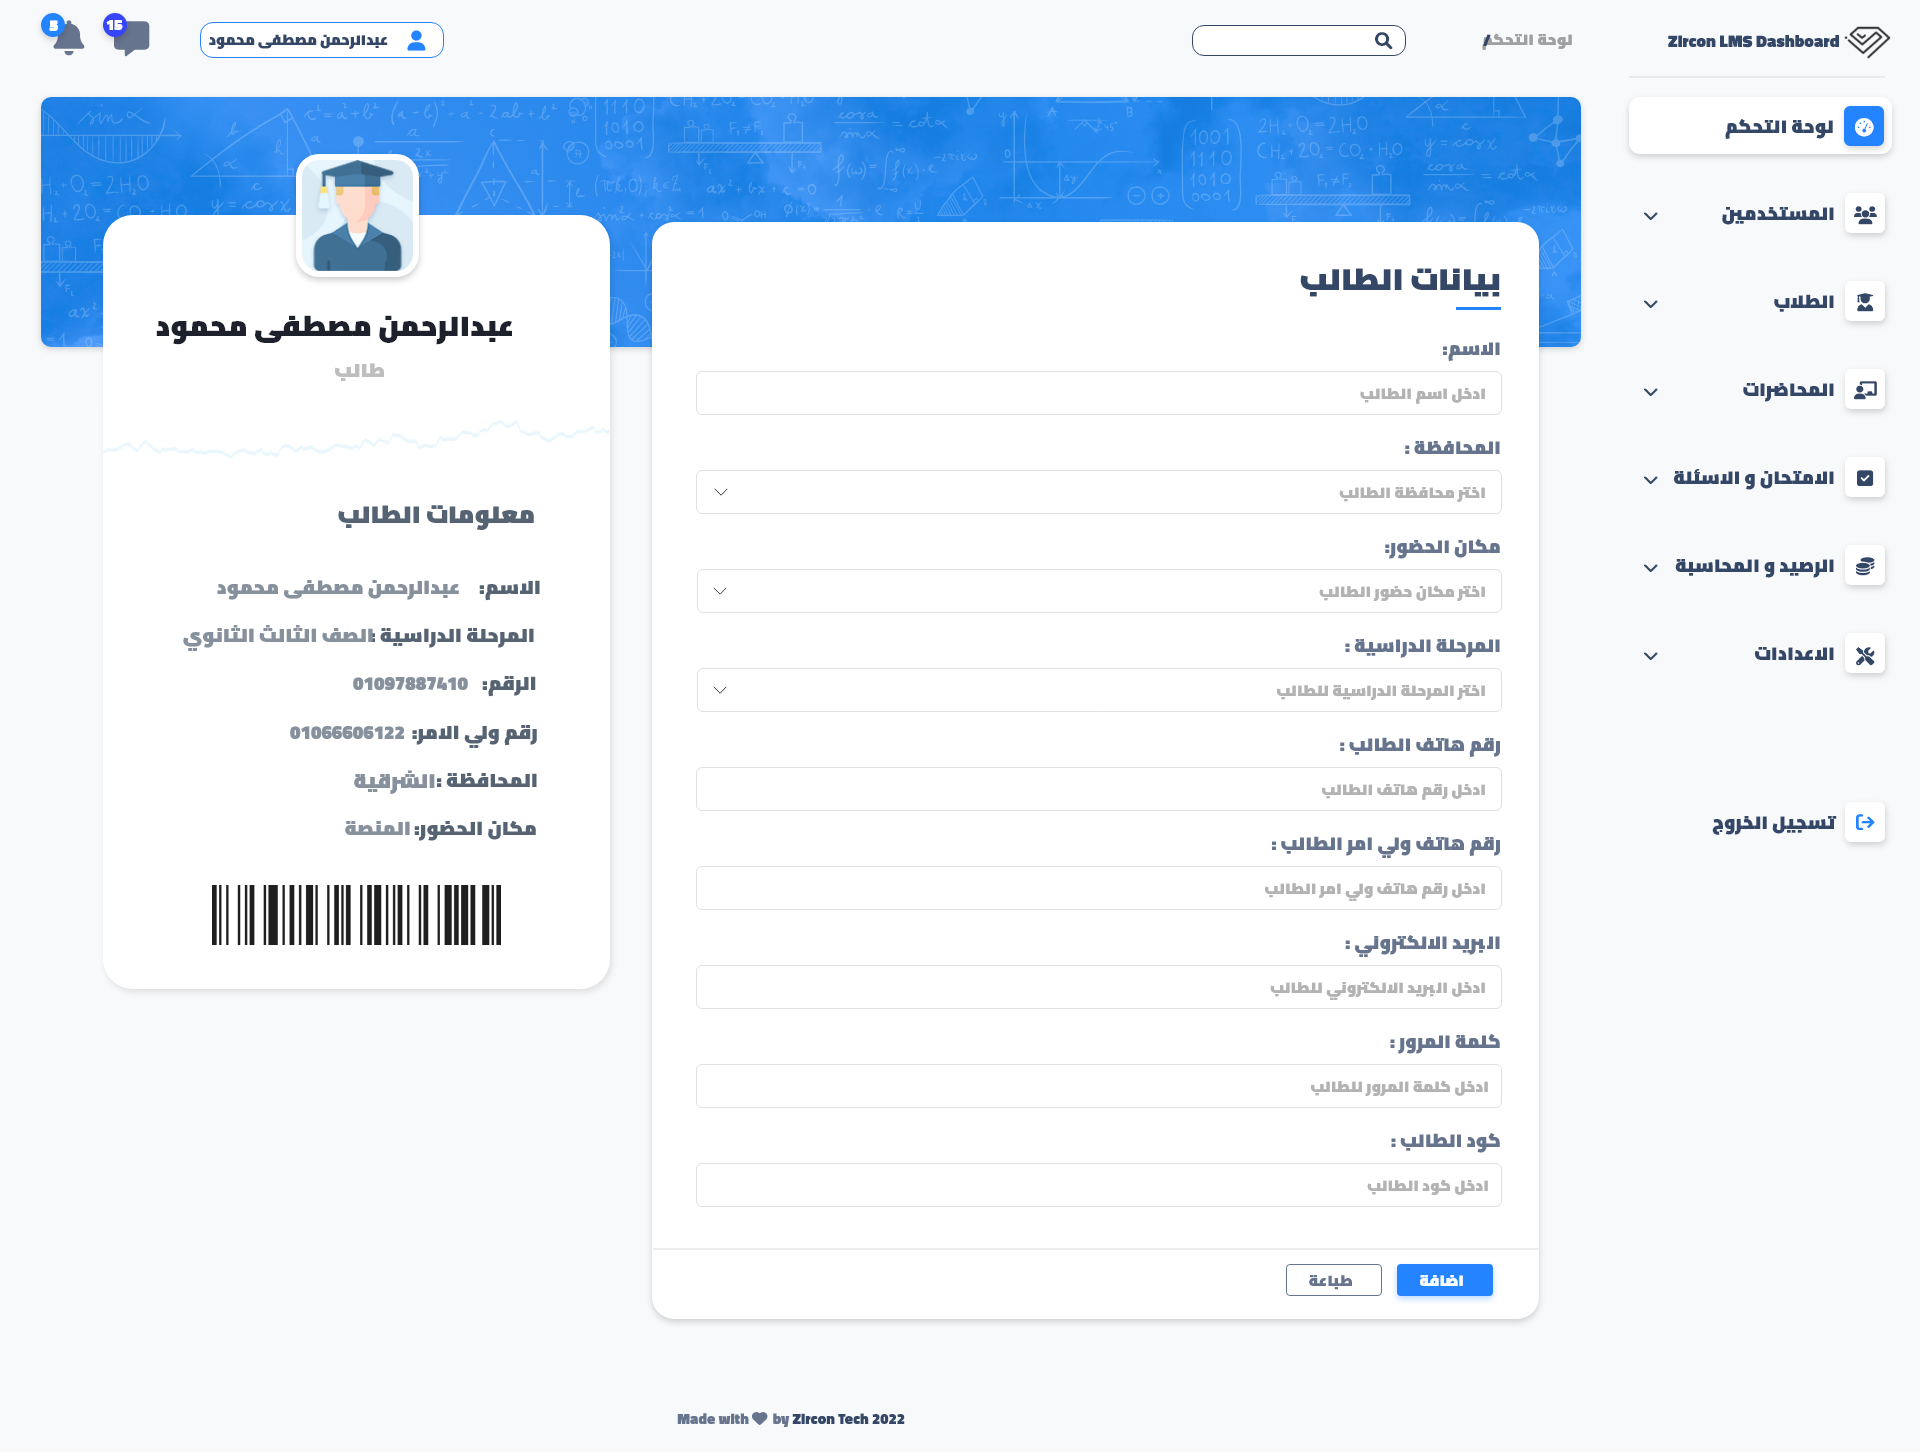 Zircon LMS Dashboard
لوحة التحكم /
عبدالرحمن مصطفى محمود
15
5
لوحة التحكم
المستخدمين
الطلاب
المحاضرات
الامتحان و الاسئلة
الرصيد و المحاسبة
الاعدادات
تسجيل الخروج
بيانات الطالب
الاسم:
ادخل اسم الطالب
المحافظة :
اختر محافظة الطالب
مكان الحضور:
اختر مكان حضور الطالب
المرحلة الدراسية :
اختر المرحلة الدراسية للطالب
رقم هاتف الطالب :
ادخل رقم هاتف الطالب
رقم هاتف ولي امر الطالب :
ادخل رقم هاتف ولي امر الطالب
البريد الالكتروني :
ادخل البريد الالكتروني للطالب
كلمة المرور :
ادخل كلمة المرور للطالب
كود الطالب :
ادخل كود الطالب
اضافة
طباعة
عبدالرحمن مصطفى محمود
طالب
معلومات الطالب
الاسم: عبدالرحمن مصطفى محمود
المرحلة الدراسية :الصف الثالث الثانوي
الرقم: 01097887410
رقم ولي الامر: 01066606122
المحافظة :الشرقية
مكان الحضور: المنصة
Made with by Zircon Tech 2022